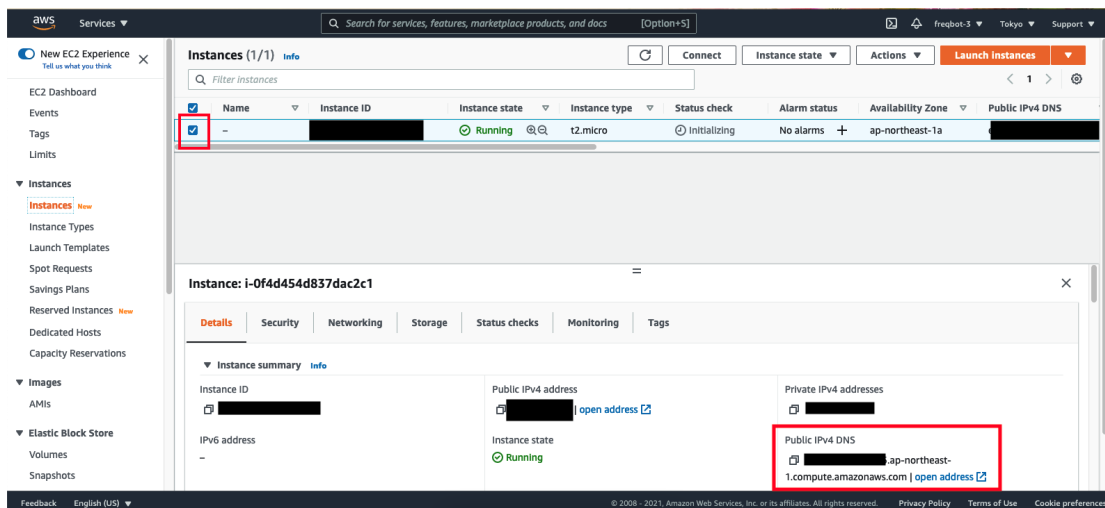 aws Services ▼ Search for services, features, marketplace products, and docs [Option+S] freqbot-3 ▼ Tokyo ▼ Support ▼
New EC2 Experience
Tell us what you think
EC2 Dashboard
Events
Tags
Limits
▼ Instances
Instances New
Instance Types
Launch Templates
Spot Requests
Savings Plans
Reserved Instances New
Dedicated Hosts
Capacity Reservations
▼ Images
AMIs
▼ Elastic Block Store
Volumes
Snapshots
Instances (1/1) Info Connect Instance state ▼ Actions ▼ Launch instances ▼
Filter instances < 1 >
Name Instance ID Instance state Instance type Status check Alarm status Availability Zone Public IPv4 DNS
– Running t2.micro Initializing No alarms + ap-northeast-1a
Instance: i-0f4d454d837dac2c1
Details Security Networking Storage Status checks Monitoring Tags
▼ Instance summary Info
Instance ID Public IPv4 address Private IPv4 addresses
| open address
IPv6 address Instance state Public IPv4 DNS
– Running .ap-northeast-
1.compute.amazonaws.com | open address
Feedback English (US) ▼ © 2008 - 2021, Amazon Web Services, Inc. or its affiliates. All rights reserved. Privacy Policy Terms of Use Cookie preferences